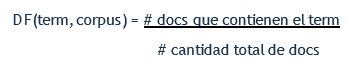 DF(term, corpus) = # docs que contienen el term
# cantidad total de docs